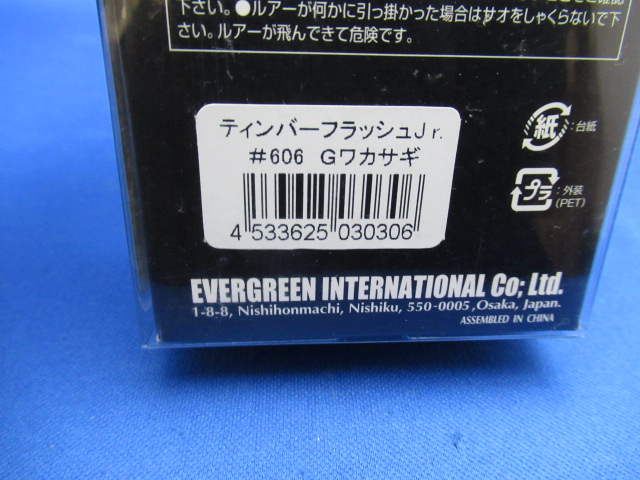 下さい。●ルアーが何かに引っ掛かった場合はサオをしゃくらないで下
さい。ルアーが飛んできて危険です。
ティンバーフラッシュJr.
#606 Gワカサギ
4 533625 030306
紙 :台紙
プラ :外装
(PET)
EVERGREEN INTERNATIONAL Co; Ltd.
1-8-8, Nishihonmachi, Nishiku, 550-0005, Osaka, Japan.
ASSEMBLED IN CHINA